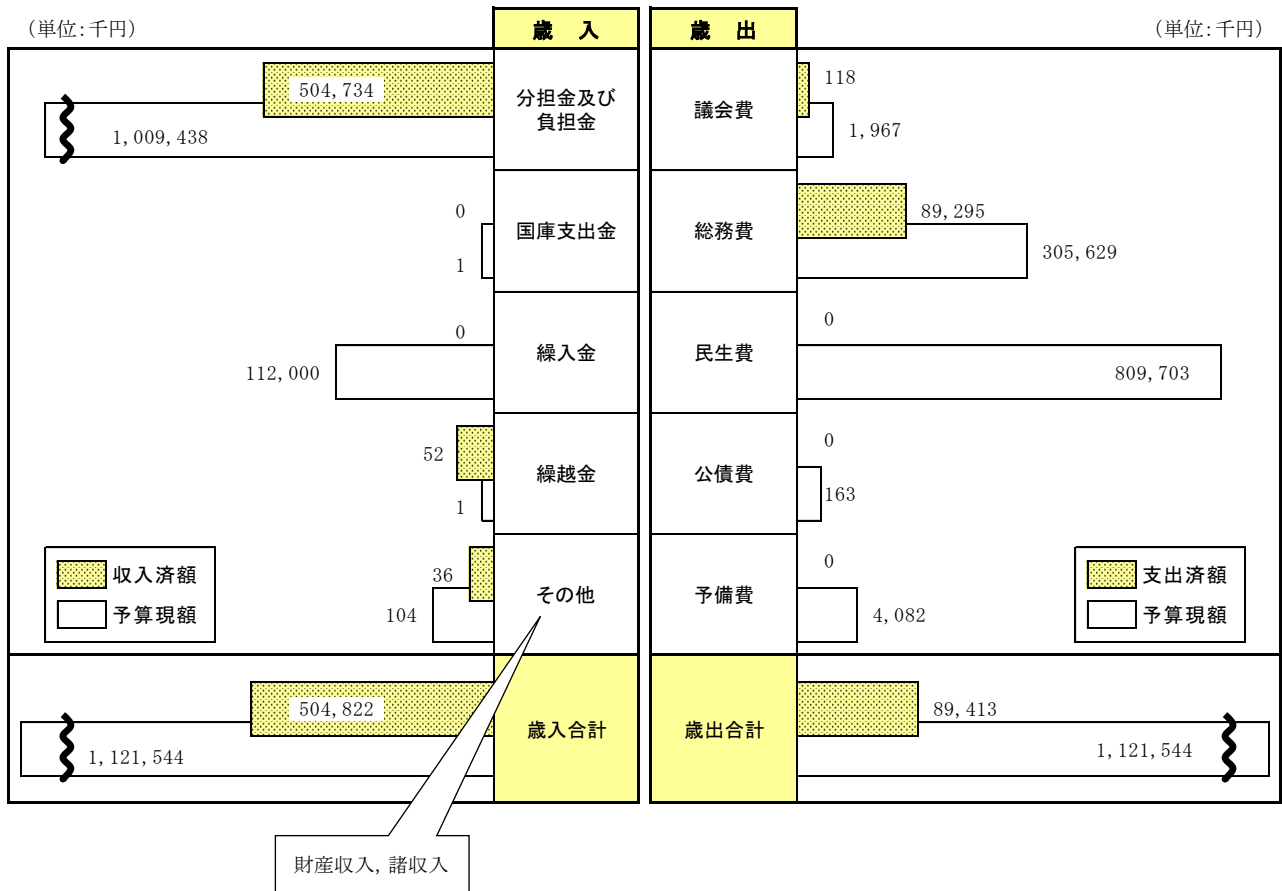 (単位:千円)
歳 入
歳 出
(単位:千円)
504,734
1,009,438
分担金及び
負担金
議会費
118
1,967
0
1
国庫支出金
総務費
89,295
305,629
0
112,000
繰入金
民生費
0
809,703
52
1
繰越金
公債費
0
163
収入済額
予算現額
36
104
その他
予備費
0
4,082
支出済額
予算現額
504,822
1,121,544
歳入合計
歳出合計
89,413
1,121,544
財産収入,諸収入